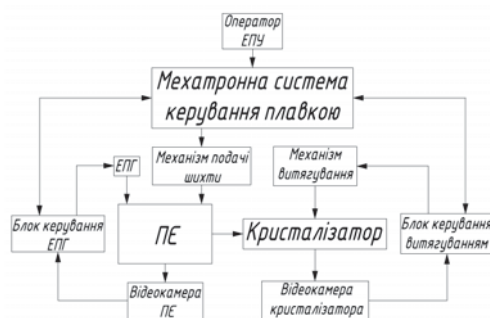 Оператор
ЕПУ
Мехатронна система
керування плавкою
ЕПГ
Механізм подачі
шихти
Механізм
витягування
Блок керування
ЕПГ
ПЕ
Кристалізатор
Блок керування
витягуванням
Відеокамера
ПЕ
Відеокамера
кристалізатора